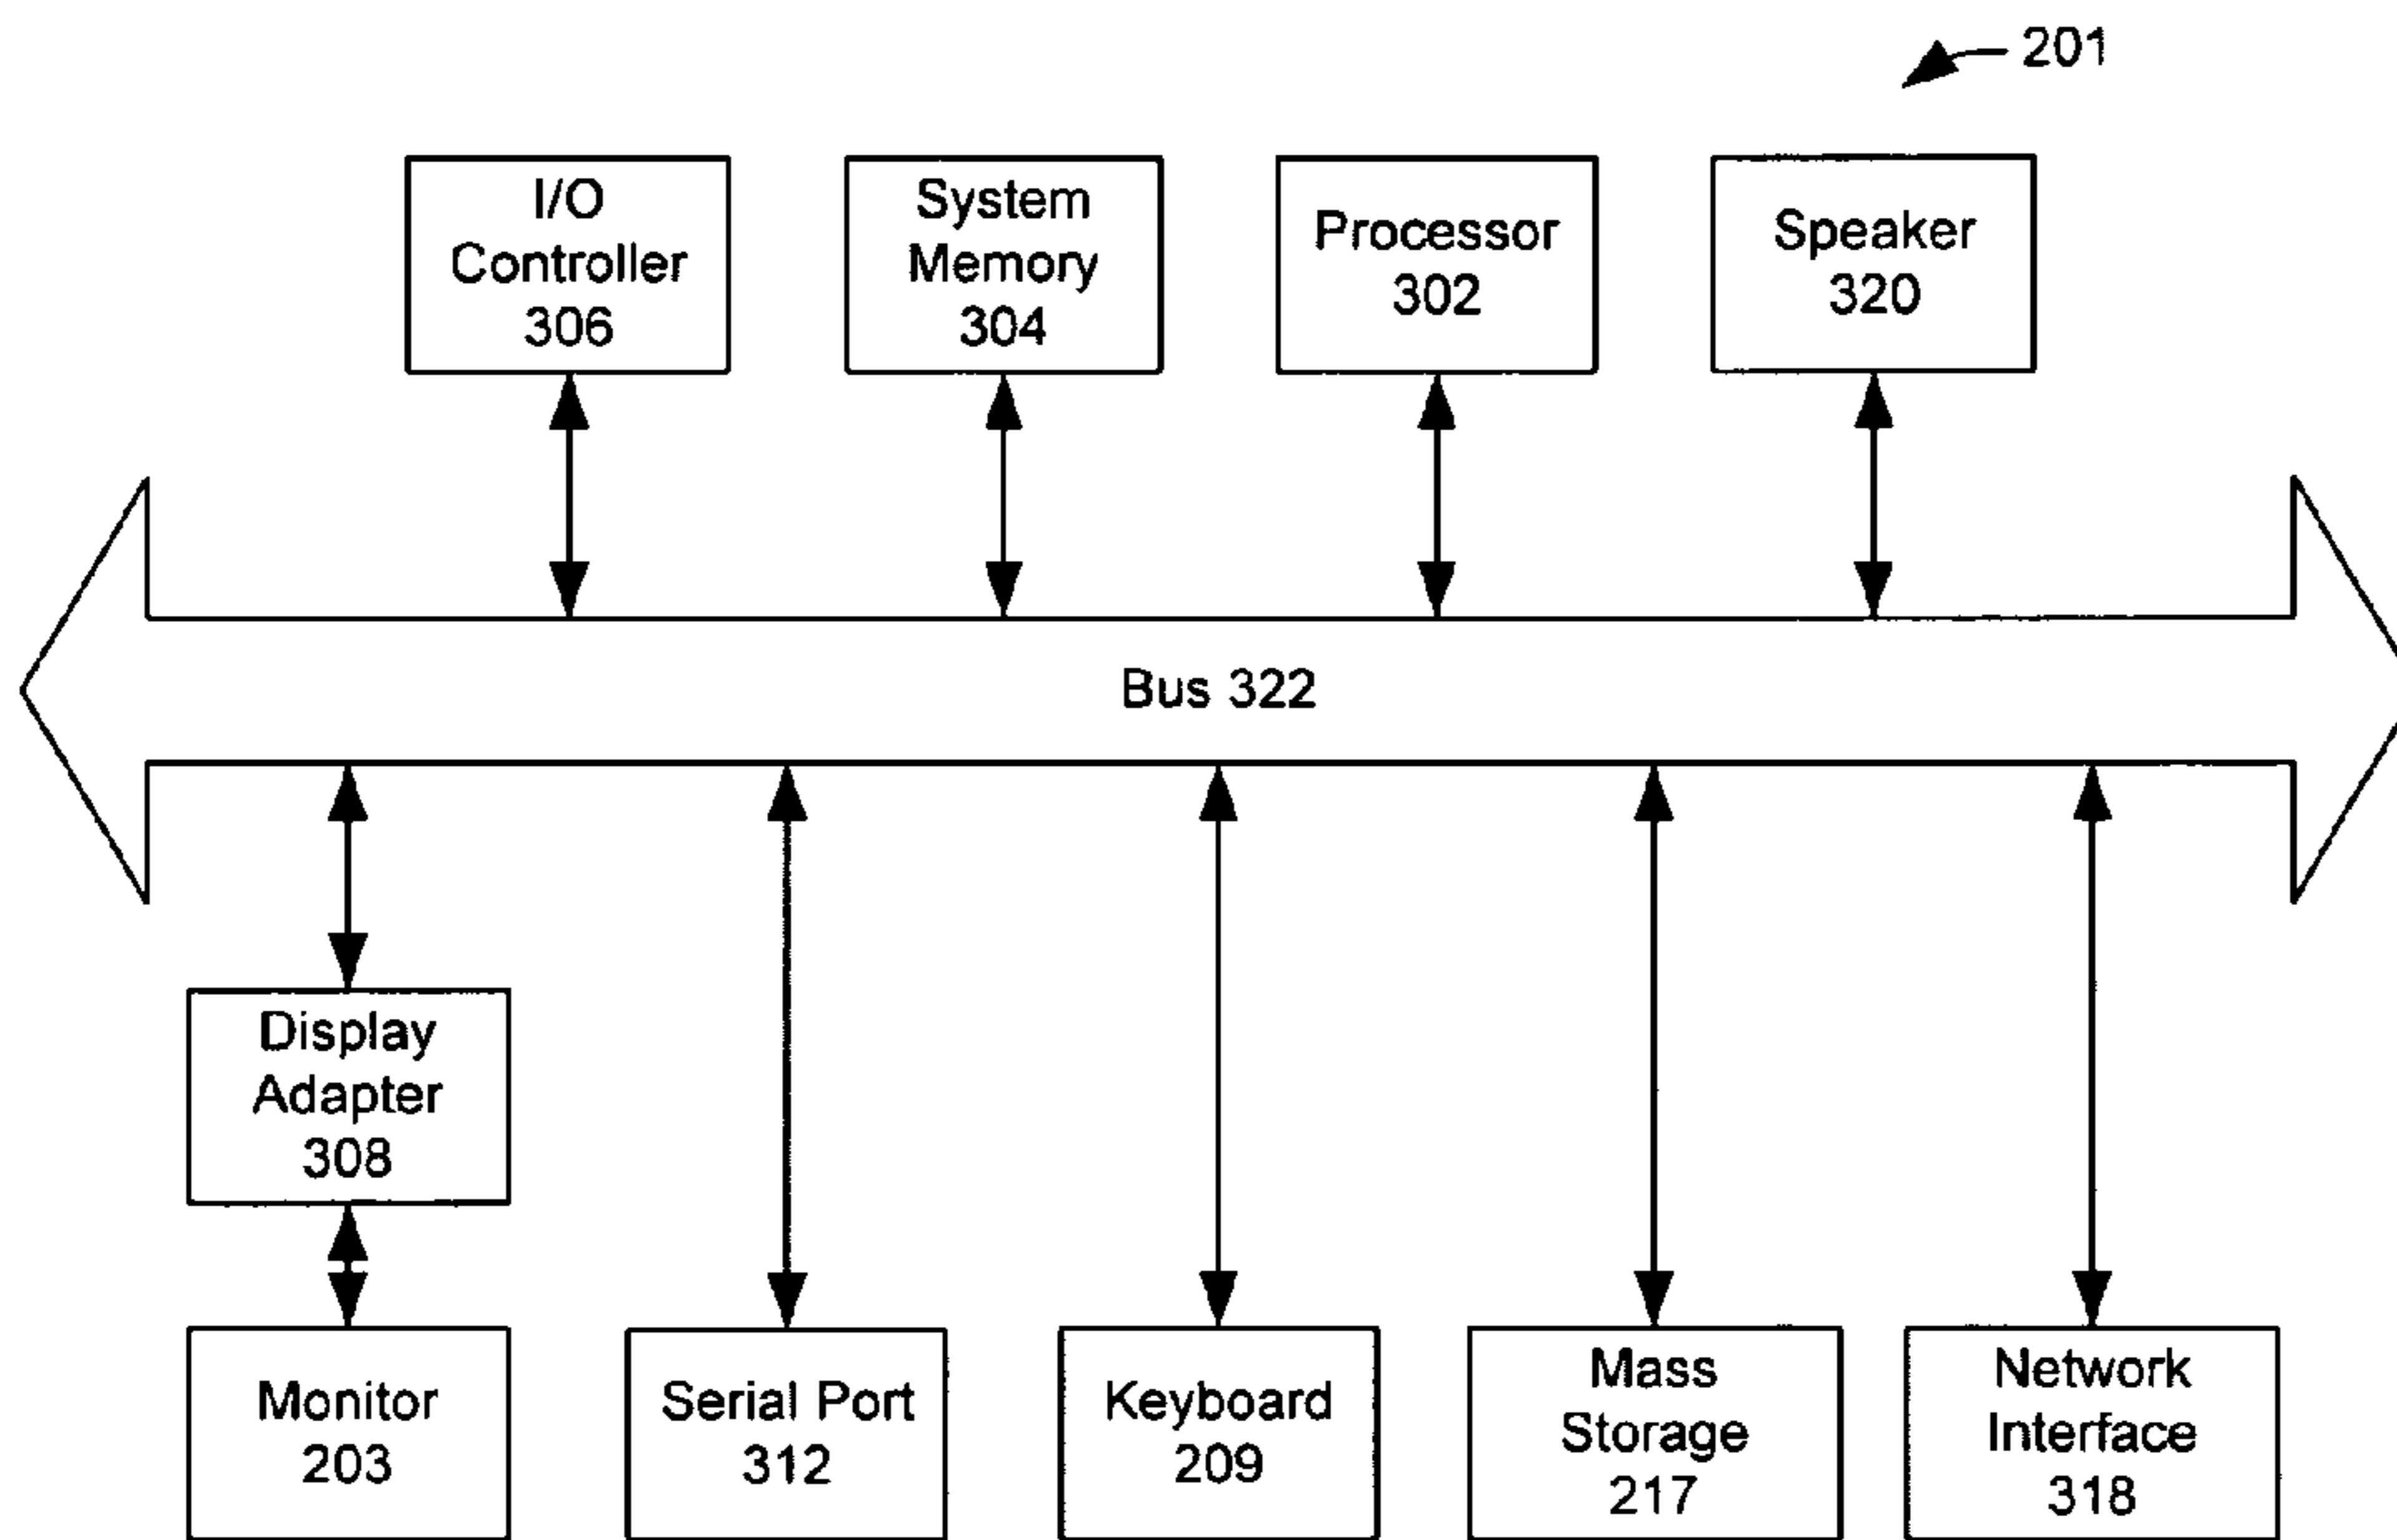 201
I/O
Controller
306
System
Memory
304
Processor
302
Speaker
320
Bus 322
Display
Adapter
308
Monitor
203
Serial Port
312
Keyboard
209
Mass
Storage
217
Network
Interface
318